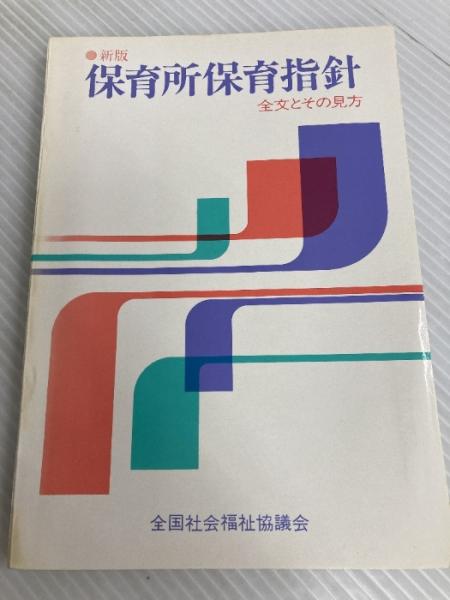 ●新版
保育所保育指針
全文とその見方
全国社会福祉協議会